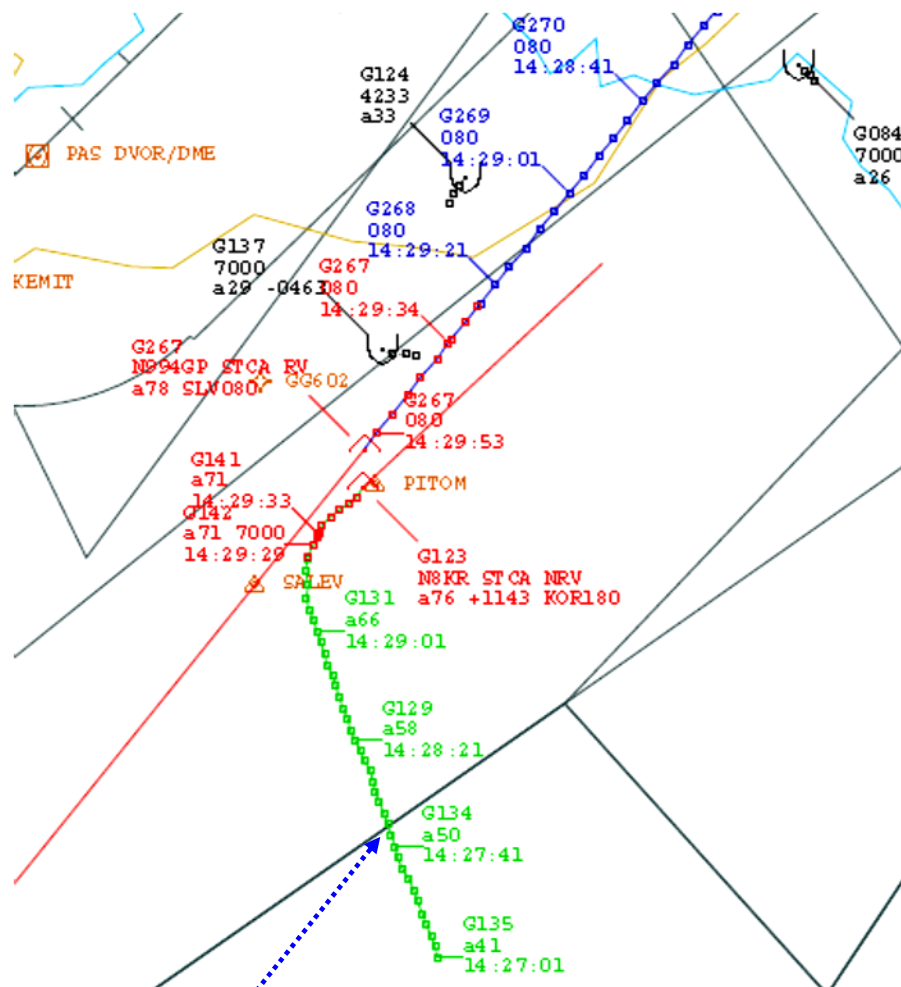 G270
080
14:28:41
G124
4233
a33
G269
080
14:29:01
G084
7000
a26
PAS DVOR/DME
G268
080
14:29:21
G137
7000
a29 -0463
KEMIT
G267
080
14:29:34
G267
N994GP STCA RV
a78 SLV080
GG602
G267
080
14:29:53
G141
a71
14:29:33
PITOM
G142
a71 7000
14:29:29
G123
N8KR STCA NRV
a76 +1143 KOR180
SALEV
G131
a66
14:29:01
G129
a58
14:28:21
G134
a50
14:27:41
G135
a41
14:27:01